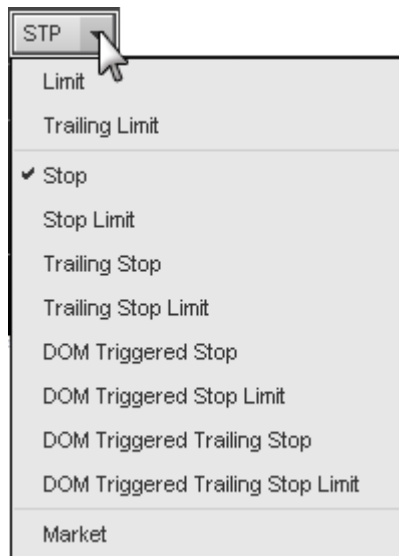 STP
Limit
Trailing Limit
Stop
Stop Limit
Trailing Stop
Trailing Stop Limit
DOM Triggered Stop
DOM Triggered Stop Limit
DOM Triggered Trailing Stop
DOM Triggered Trailing Stop Limit
Market